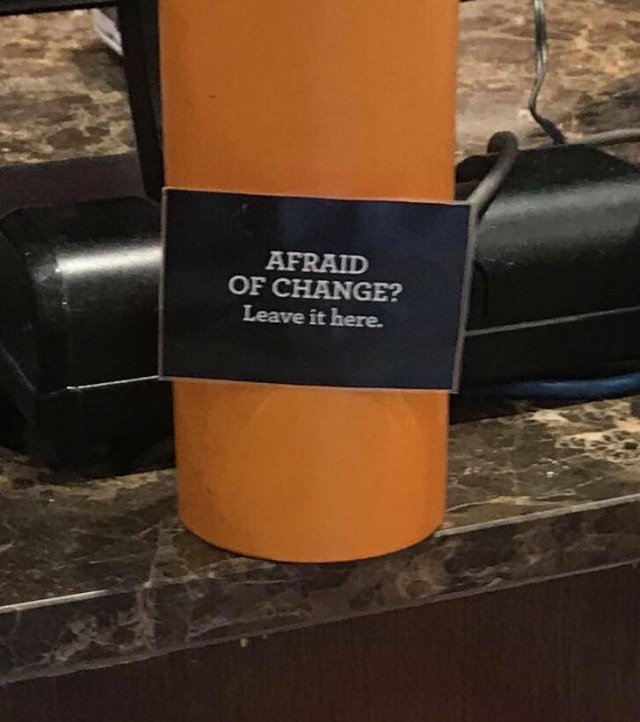 AFRAID
OF CHANGE?
Leave it here.